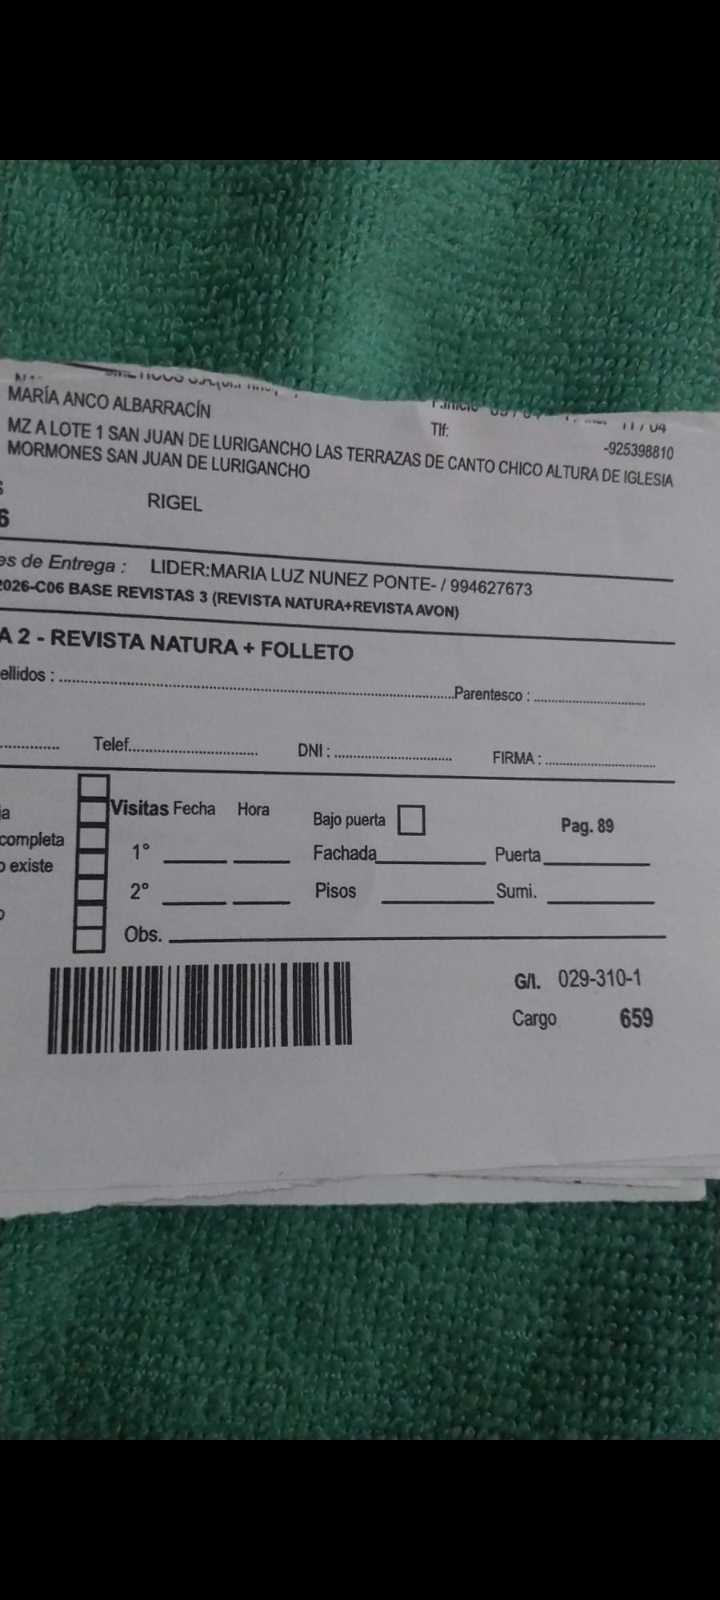 MARÍA ANCO ALBARRACÍN
Tlf: -925398810
MZ A LOTE 1 SAN JUAN DE LURIGANCHO LAS TERRAZAS DE CANTO CHICO ALTURA DE IGLESIA
MORMONES SAN JUAN DE LURIGANCHO
S
6 RIGEL
es de Entrega : LIDER:MARIA LUZ NUNEZ PONTE- / 994627673
2026-C06 BASE REVISTAS 3 (REVISTA NATURA+REVISTA AVON)
A 2 - REVISTA NATURA + FOLLETO
ellidos : Parentesco :
Telef. DNI : FIRMA :
Visitas Fecha Hora Bajo puerta Pag. 89
ja
completa 1° Fachada Puerta
o existe
2° Pisos Sumi.
o
Obs.
G/l. 029-310-1
Cargo 659